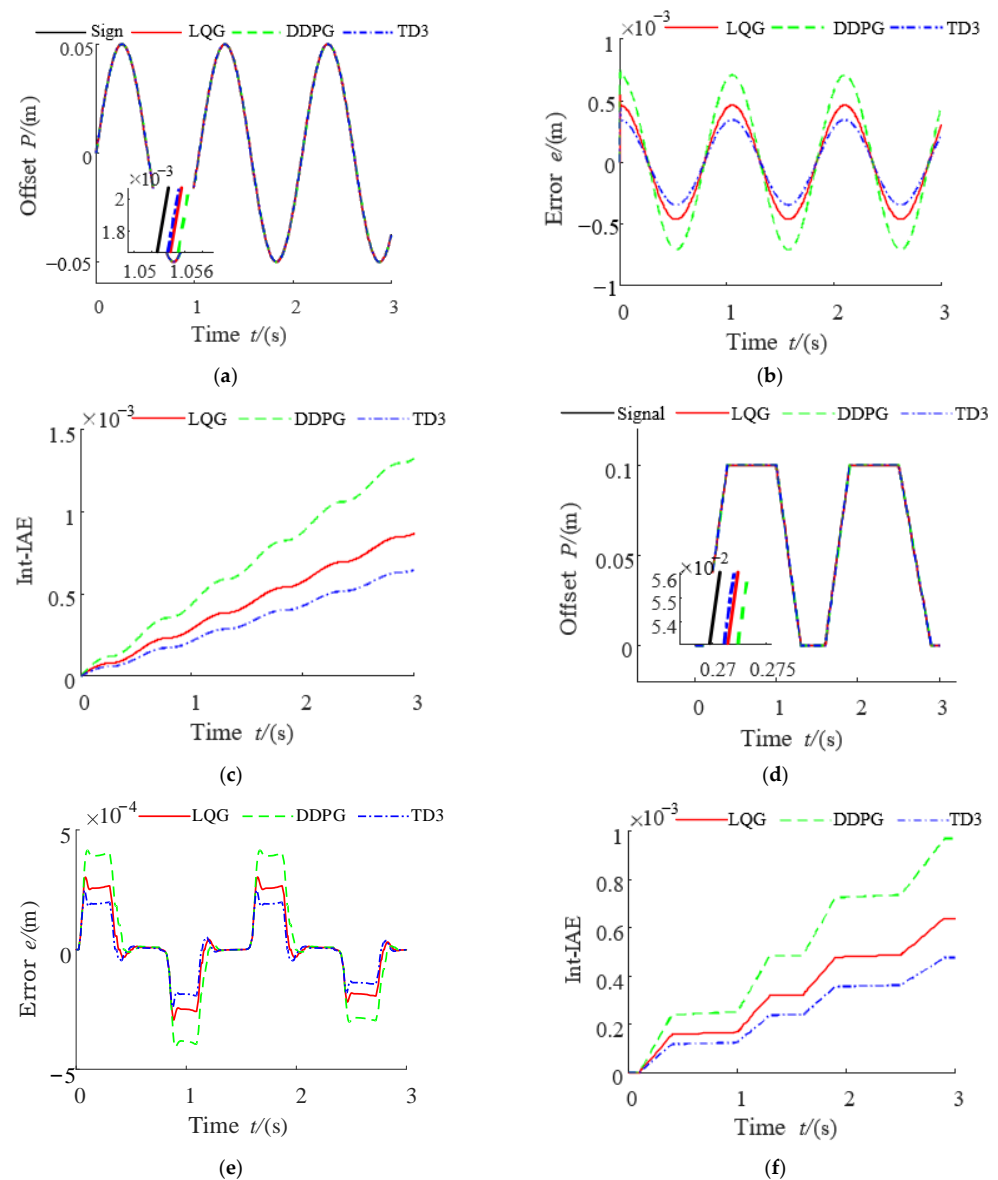 Sign LQG DDPG TD3
0.05
0
−0.05
Offset P/(m)
×10−3
2
1.8
1.05 1.056
0 1 2 3
Time t/(s)
(a)
×10−3
LQG DDPG TD3
1
0.5
0
−0.5
−1
Error e/(m)
0 1 2 3
Time t/(s)
(b)
×10−3
LQG DDPG TD3
1.5
1
0.5
0
Int-IAE
0 1 2 3
Time t/(s)
(c)
Signal LQG DDPG TD3
0.1
0.05
0
Offset P/(m)
×10−2
5.6
5.5
5.4
0.27 0.275
0 1 2 3
Time t/(s)
(d)
×10−4
LQG DDPG TD3
5
0
−5
Error e/(m)
0 1 2 3
Time t/(s)
(e)
×10−3
LQG DDPG TD3
1
0.8
0.6
0.4
0.2
0
Int-IAE
0 1 2 3
Time t/(s)
(f)